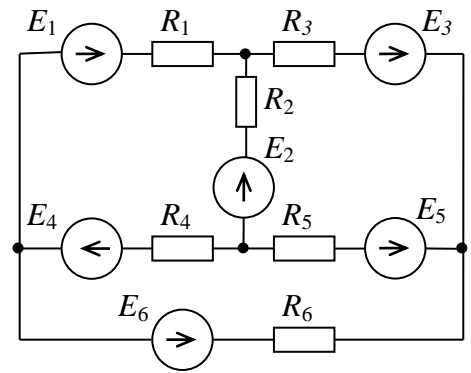 E₁ R₁ R₃ E₃
R₂
E₂
E₄ R₄ R₅ E₅
E₆ R₆